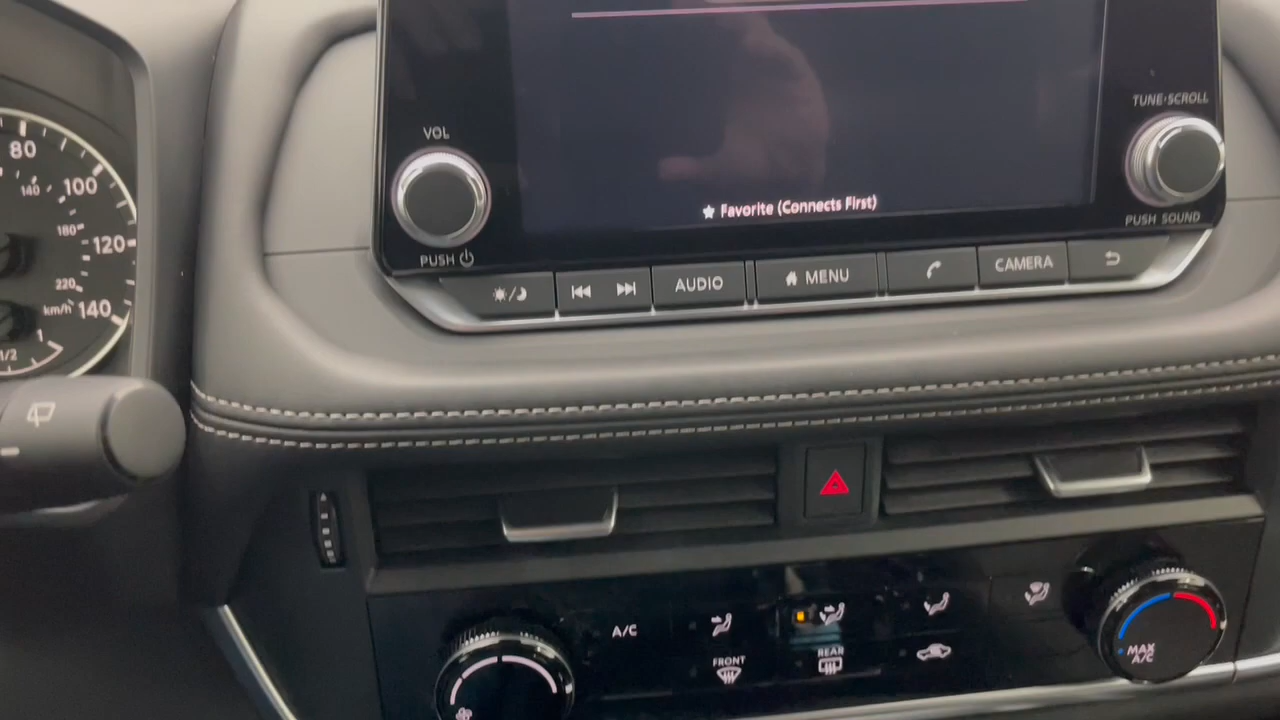 80
140
100
180
120
220
km/h
140
1/2
1
VOL
PUSH
TUNE·SCROLL
PUSH SOUND
★ Favorite (Connects First)
AUDIO
MENU
CAMERA
A/C
FRONT
REAR
MAX
A/C